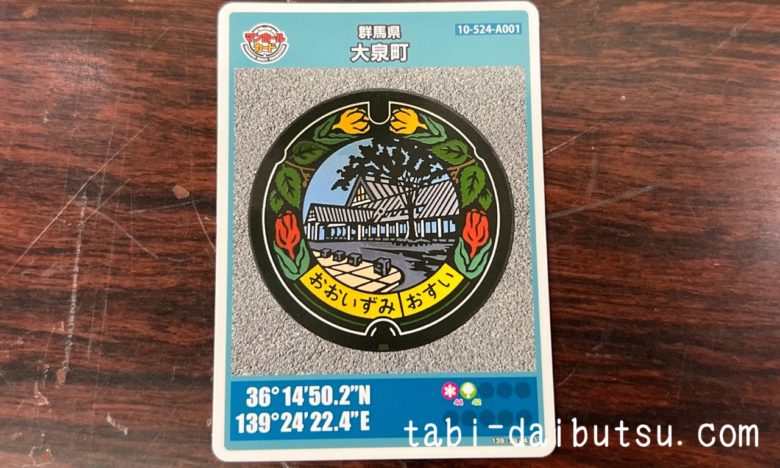 マンホール
カード
群馬県
大泉町
10-524-A001
おおいずみ おすい
36°14'50.2"N
139°24'22.4"E
tabi-daibutsu.com